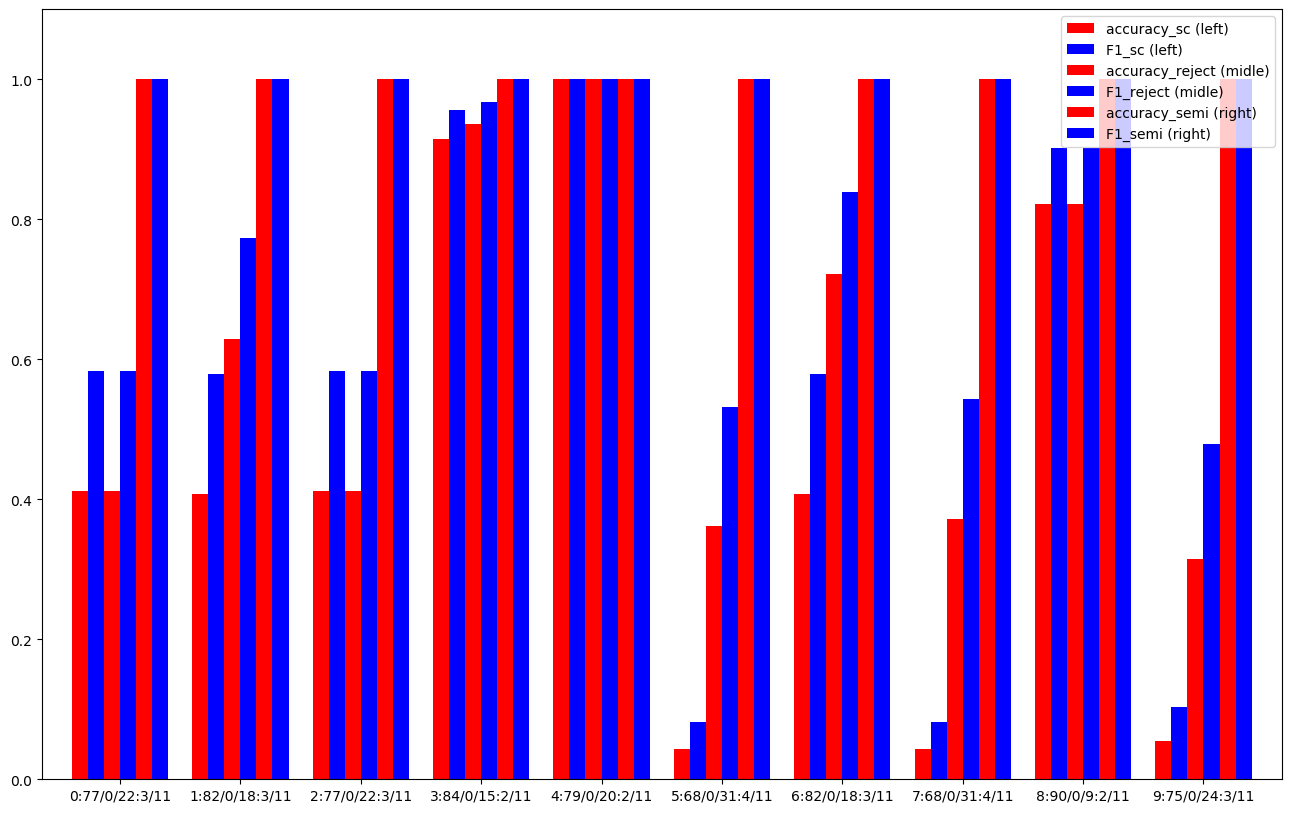 accuracy_sc (left)
F1_sc (left)
accuracy_reject (midle)
F1_reject (midle)
accuracy_semi (right)
F1_semi (right)
1.0
0.8
0.6
0.4
0.2
0.0
0:77/0/22:3/11 1:82/0/18:3/11 2:77/0/22:3/11 3:84/0/15:2/11 4:79/0/20:2/11 5:68/0/31:4/11 6:82/0/18:3/11 7:68/0/31:4/11 8:90/0/9:2/11 9:75/0/24:3/11